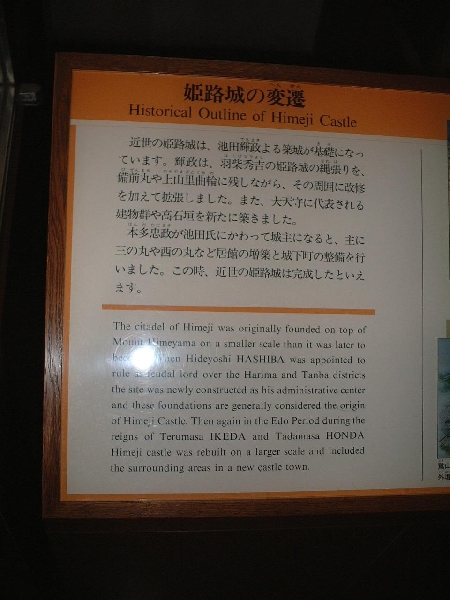 姫路城の変遷
Historical Outline of Himeji Castle
近世の姫路城は、池田輝政よる築城が基礎になっ
ています。輝政は、羽柴秀吉の姫路城の縄張りを、
備前丸や上山里曲輪に残しながら、その周囲に改修
を加えて拡張しました。また、大天守に代表される
建物群や高石垣を新たに築きました。
本多忠政が池田氏にかわって城主になると、主に
三の丸や西の丸など居館の増築と城下町の整備を行
いました。この時、近世の姫路城は完成したといえ
ます。
The citadel of Himeji was originally founded on top of
Mount Himeyama on a smaller scale than it was later to
Hideyoshi HASHIBA was appointed to
rule as feudal lord over the Harima and Tanba districts
the site was newly constructed as his administrative center
and these foundations are generally considered the origin
of Himeji Castle. Then again in the Edo Period during the
reigns of Terumasa IKEDA and Tadamasa HONDA
Himeji castle was rebuilt on a larger scale and included
the surrounding areas in a new castle town.